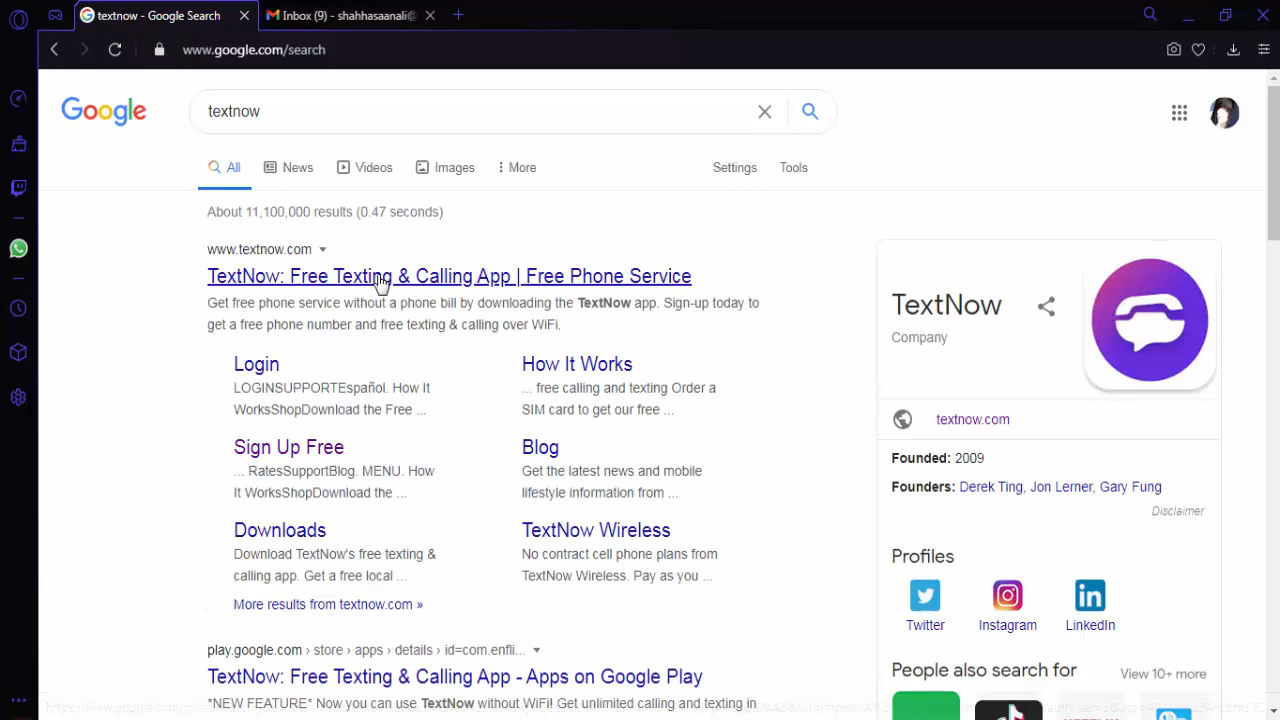 textnow - Google Search
Inbox (9) - shahhasaanali@
www.google.com/search
Google
textnow
All
News
Videos
Images
More
Settings
Tools
About 11,100,000 results (0.47 seconds)
www.textnow.com
TextNow: Free Texting & Calling App | Free Phone Service
Get free phone service without a phone bill by downloading the TextNow app. Sign-up today to
get a free phone number and free texting & calling over WiFi.
Login
LOGINSUPPORTEspañol. How It
WorksShopDownload the Free ...
How It Works
... free calling and texting Order a
SIM card to get our free ...
Sign Up Free
... RatesSupportBlog. MENU. How
It WorksShopDownload the ...
Blog
Get the latest news and mobile
lifestyle information from ...
Downloads
Download TextNow's free texting &
calling app. Get a free local ...
TextNow Wireless
No contract cell phone plans from
TextNow Wireless. Pay as you ...
More results from textnow.com »
play.google.com › store › apps › details › id=com.enfli...
TextNow: Free Texting & Calling App - Apps on Google Play
*NEW FEATURE* Now you can use TextNow without WiFi! Get unlimited calling and texting in
TextNow
Company
textnow.com
Founded: 2009
Founders: Derek Ting, Jon Lerner, Gary Fung
Disclaimer
Profiles
Twitter
Instagram
LinkedIn
People also search for
View 10+ more